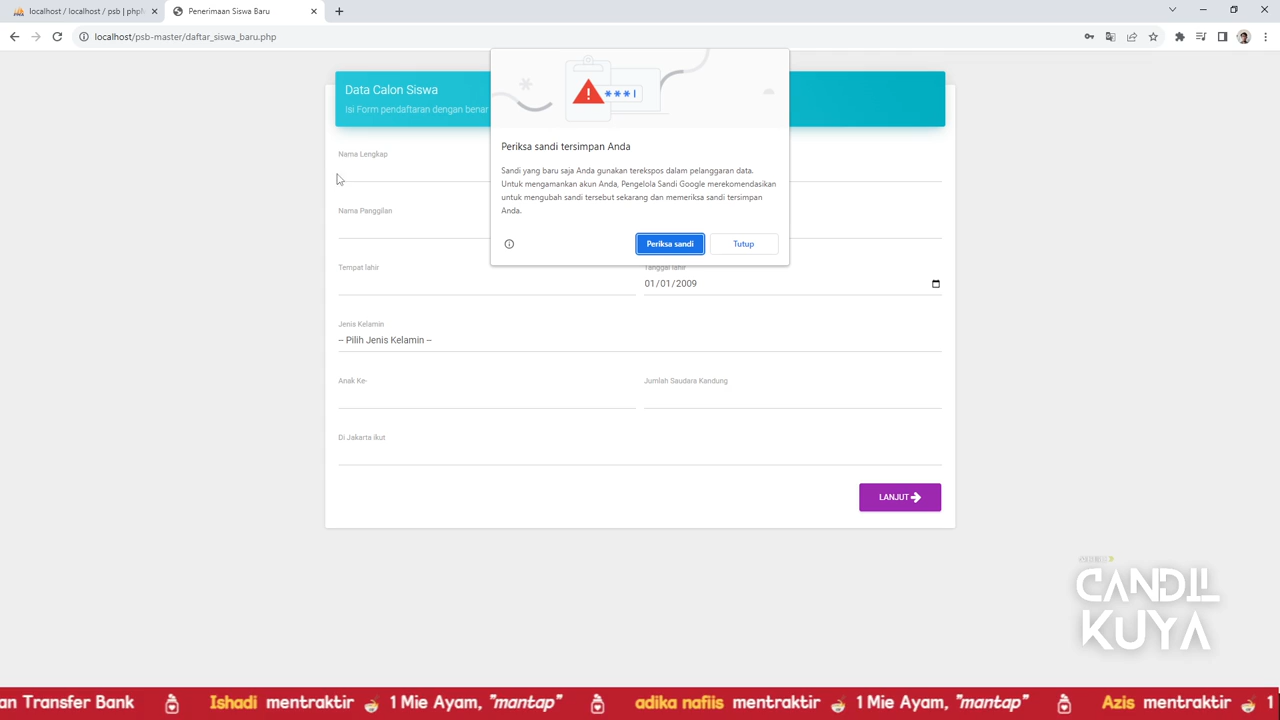 localhost / localhost / psb | php
Penerimaan Siswa Baru
localhost/psb-master/daftar_siswa_baru.php
Data Calon Siswa
Isi Form pendaftaran dengan benar
Periksa sandi tersimpan Anda
Sandi yang baru saja Anda gunakan terekspos dalam pelanggaran data.
Untuk mengamankan akun Anda, Pengelola Sandi Google merekomendasikan
untuk mengubah sandi tersebut sekarang dan memeriksa sandi tersimpan
Anda.
Periksa sandi
Tutup
Nama Lengkap
Nama Panggilan
Tempat lahir
Tanggal lahir
01/01/2009
Jenis Kelamin
-- Pilih Jenis Kelamin --
Anak Ke-
Jumlah Saudara Kandung
Di Jakarta ikut
LANJUT
CANDIL
KUYA
an Transfer Bank Ishadi mentraktir 1 Mie Ayam, "mantap" adika nafiis mentraktir 1 Mie Ayam, "mantap" Azis mentraktir 1